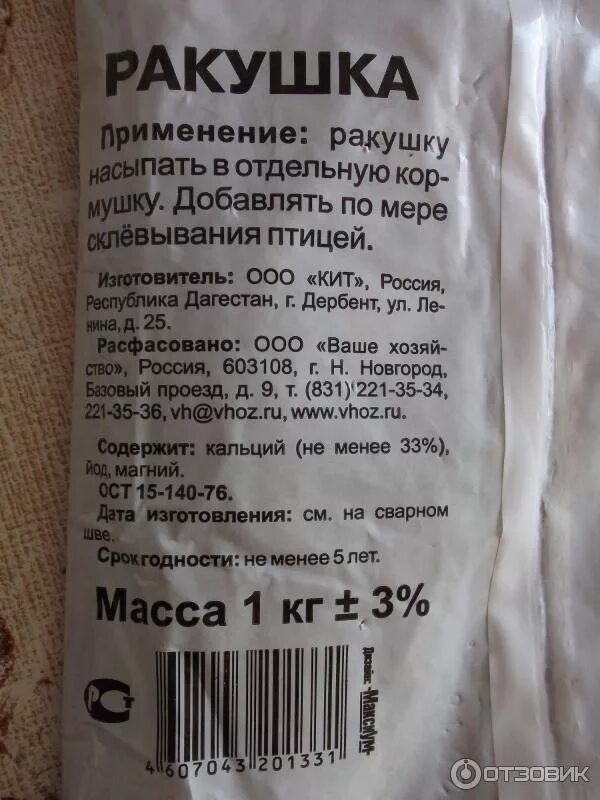 РАКУШКА
Применение: ракушку
насыпать в отдельную кор-
мушку. Добавлять по мере
склёвывания птицей.
Изготовитель: ООО «КИТ», Россия,
Республика Дагестан, г. Дербент, ул. Ле-
нина, д. 25.
Расфасовано: ООО «Ваше хозяй-
ство», Россия, 603108, г. Н. Новгород,
Базовый проезд, д. 9, т. (831) 221-35-34,
221-35-36, vh@vhoz.ru, www.vhoz.ru.
Содержит: кальций (не менее 33%),
йод, магний.
ОСТ 15-140-76.
Дата изготовления: см. на сварном
шве.
Срок годности: не менее 5 лет.
Масса 1 кг ± 3%
РСТ
Дизайн: «Максиум»
4 607043 201331
ОТЗОВИК